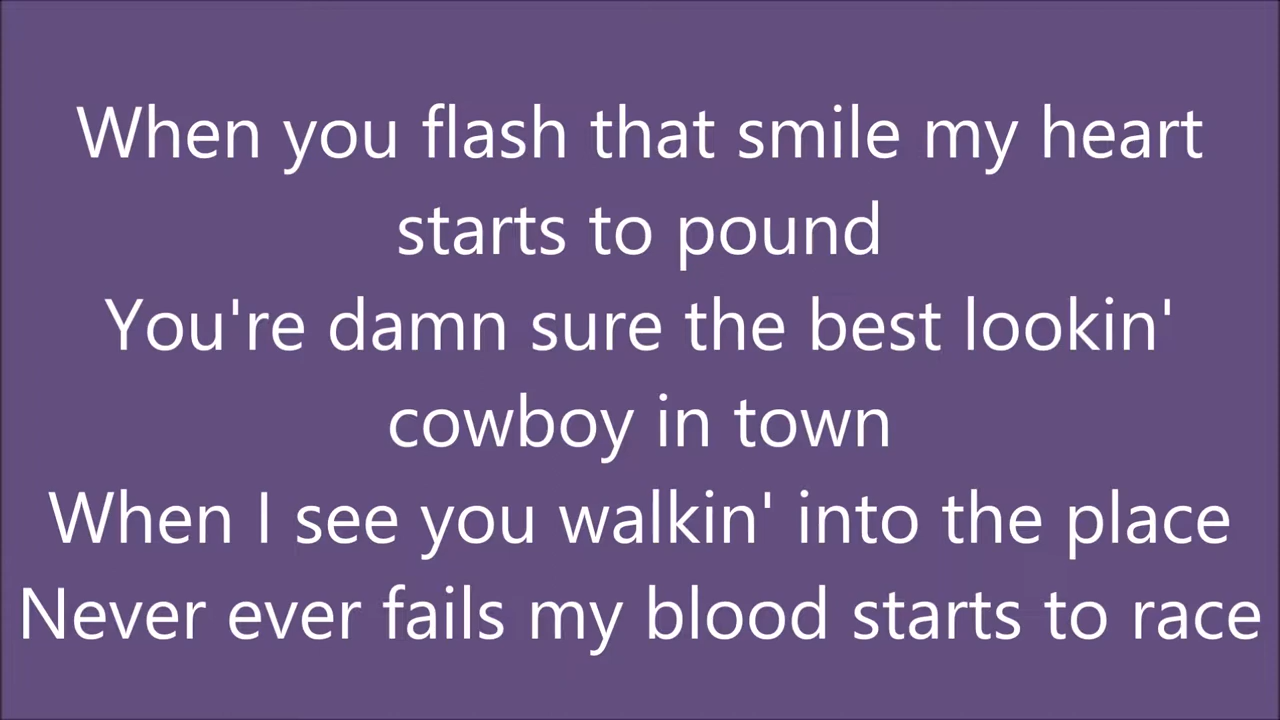 When you flash that smile my heart
starts to pound
You're damn sure the best lookin'
cowboy in town
When I see you walkin' into the place
Never ever fails my blood starts to race